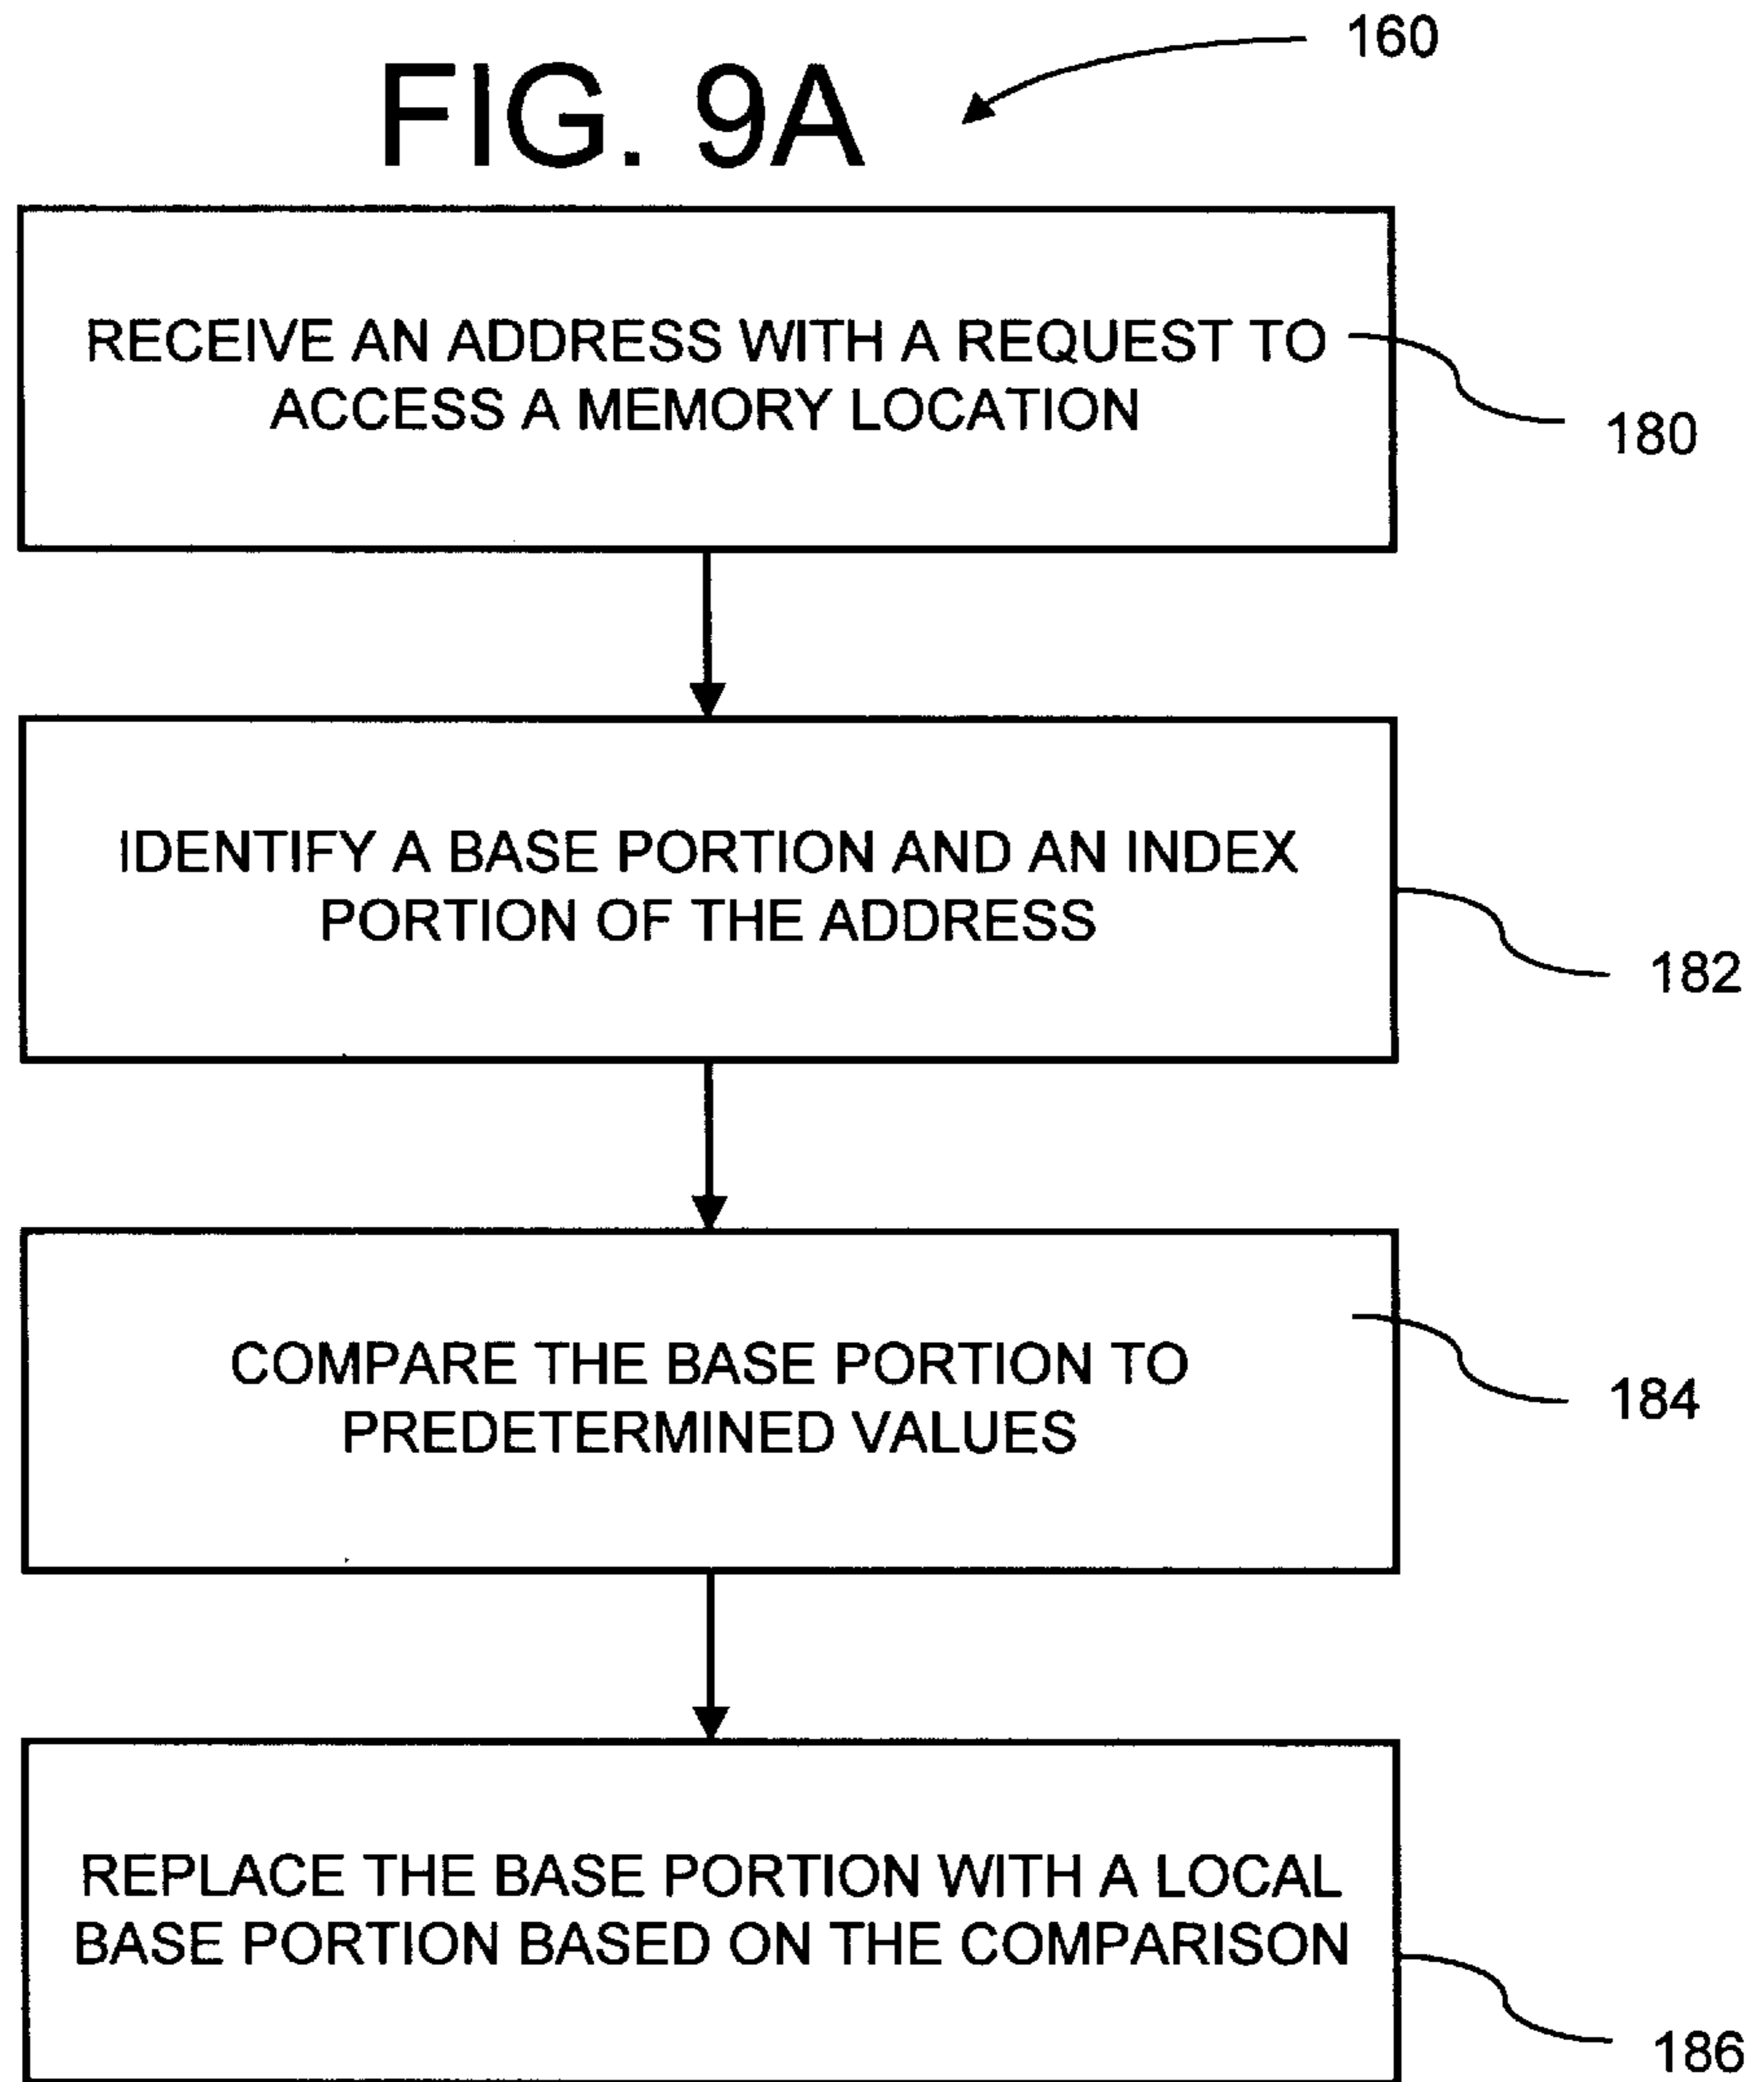 160
FIG. 9A
RECEIVE AN ADDRESS WITH A REQUEST TO
ACCESS A MEMORY LOCATION
180
IDENTIFY A BASE PORTION AND AN INDEX
PORTION OF THE ADDRESS
182
COMPARE THE BASE PORTION TO
PREDETERMINED VALUES
184
REPLACE THE BASE PORTION WITH A LOCAL
BASE PORTION BASED ON THE COMPARISON
186